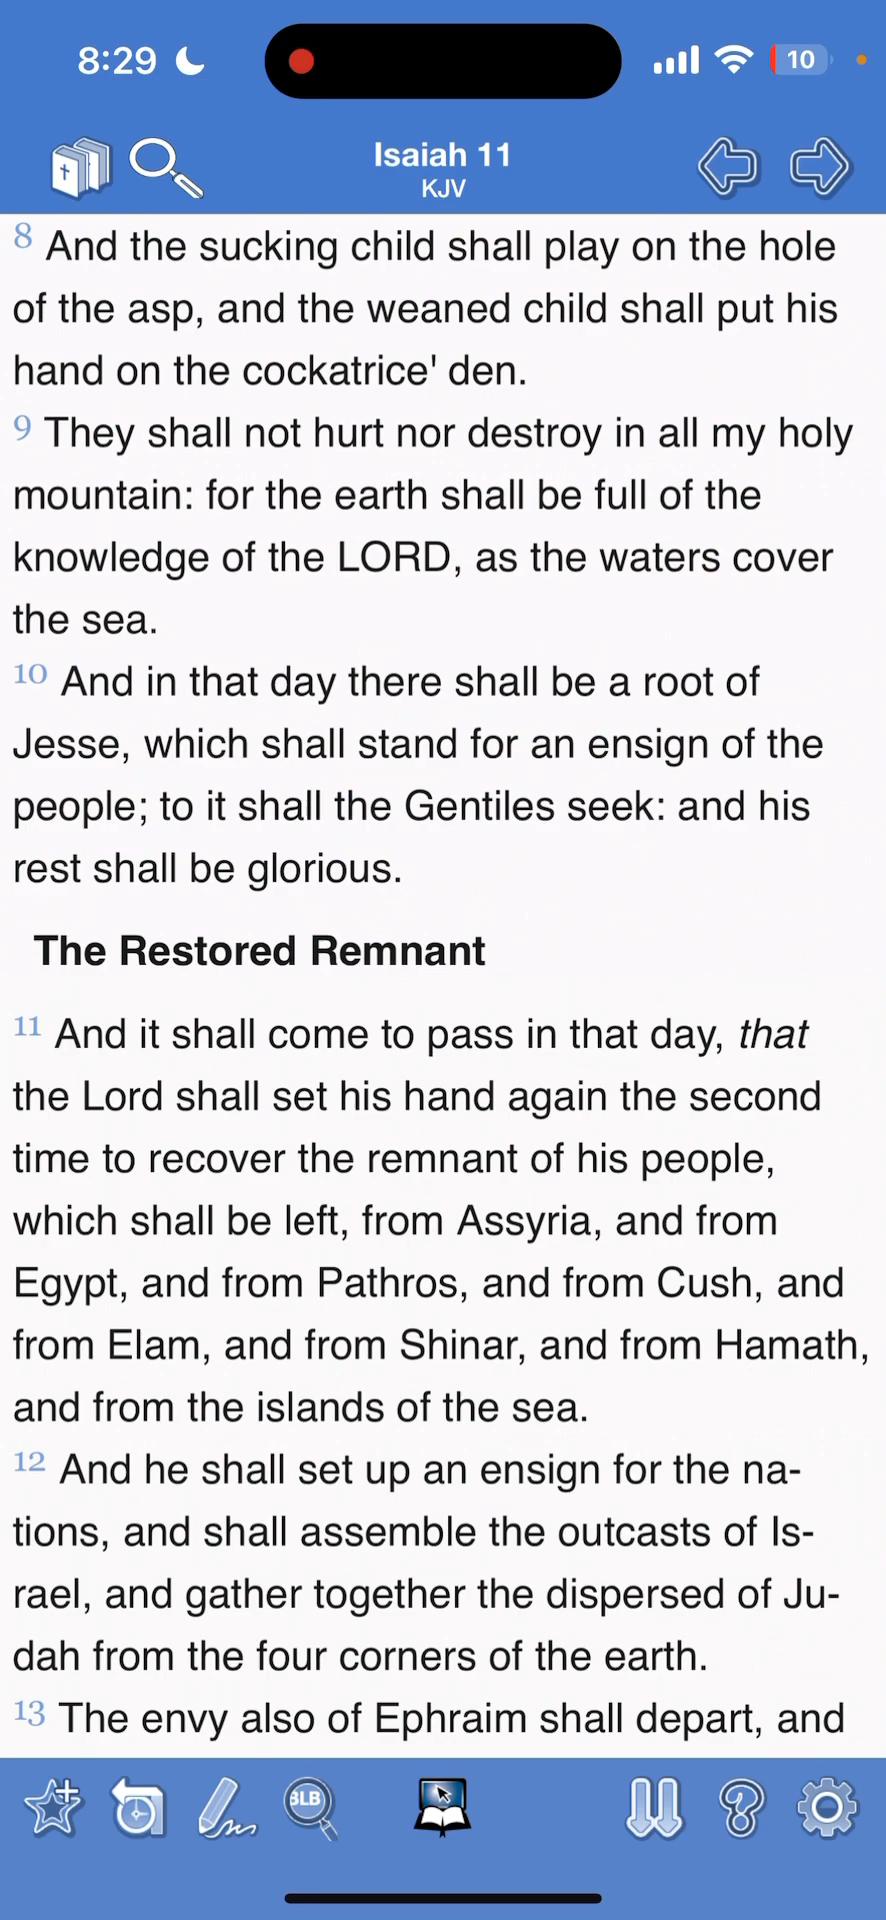 8:29
10
Isaiah 11
KJV
8 And the sucking child shall play on the hole
of the asp, and the weaned child shall put his
hand on the cockatrice' den.
9 They shall not hurt nor destroy in all my holy
mountain: for the earth shall be full of the
knowledge of the LORD, as the waters cover
the sea.
10 And in that day there shall be a root of
Jesse, which shall stand for an ensign of the
people; to it shall the Gentiles seek: and his
rest shall be glorious.
The Restored Remnant
11 And it shall come to pass in that day, that
the Lord shall set his hand again the second
time to recover the remnant of his people,
which shall be left, from Assyria, and from
Egypt, and from Pathros, and from Cush, and
from Elam, and from Shinar, and from Hamath,
and from the islands of the sea.
12 And he shall set up an ensign for the na-
tions, and shall assemble the outcasts of Is-
rael, and gather together the dispersed of Ju-
dah from the four corners of the earth.
13 The envy also of Ephraim shall depart, and
BLB